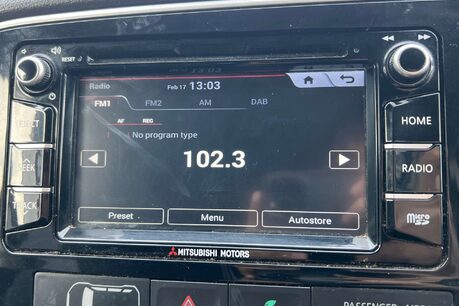 RESET
Radio
Feb 17 13:03
FM1 FM2 AM DAB
AF REG
No program type
102.3
Preset Menu Autostore
MITSUBISHI MOTORS
EJECT
SEEK
TRACK
HOME
RADIO
micro
SD
PASSENGER